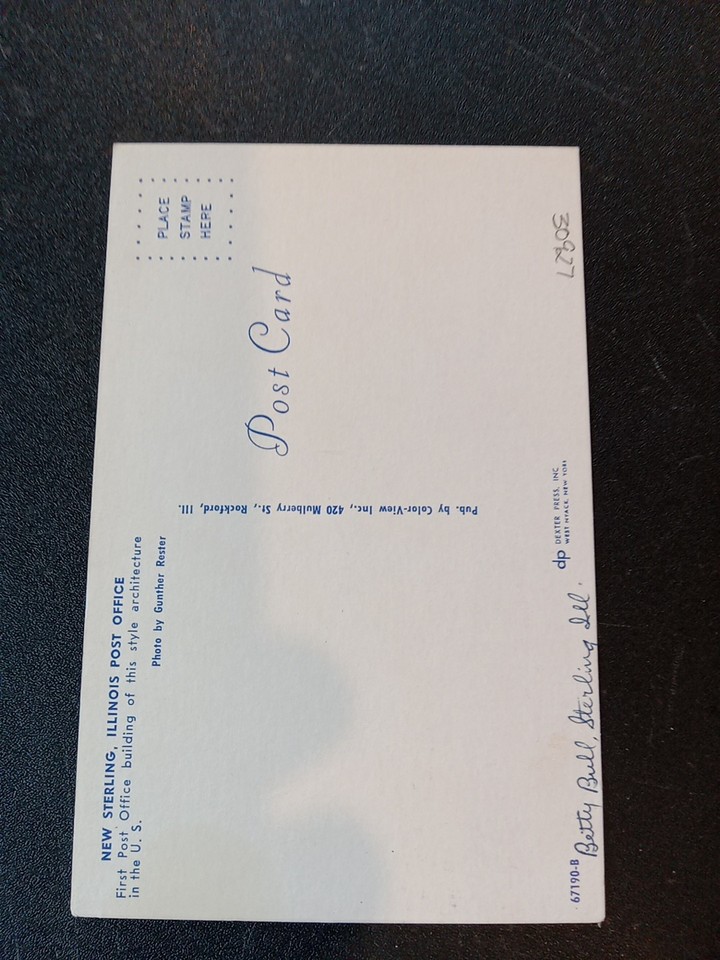 NEW STERLING, ILLINOIS POST OFFICE
First Post Office building of this style architecture
in the U. S.
Photo by Gunther Rester
PLACE
STAMP
HERE
Post Card
Pub. by Color-View Inc., 420 Mulberry St., Rockford, Ill.
dp DEXTER PRESS, INC.
WEST NYACK, NEW YORK
67190-B
Betty Bull, Sterling Ill.